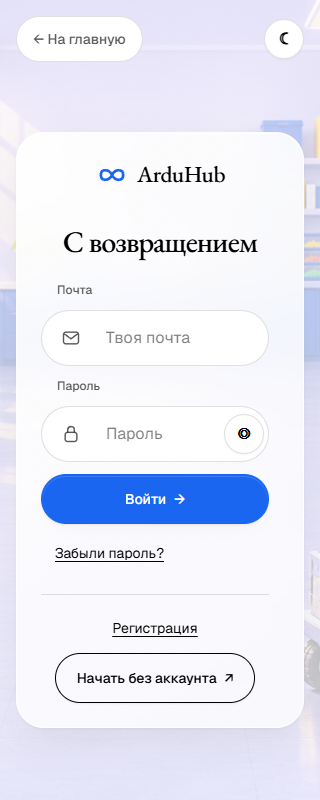 ← На главную
ArduHub
С возвращением
Почта
Твоя почта
Пароль
Пароль
Войти →
Забыли пароль?
Регистрация
Начать без аккаунта ↗